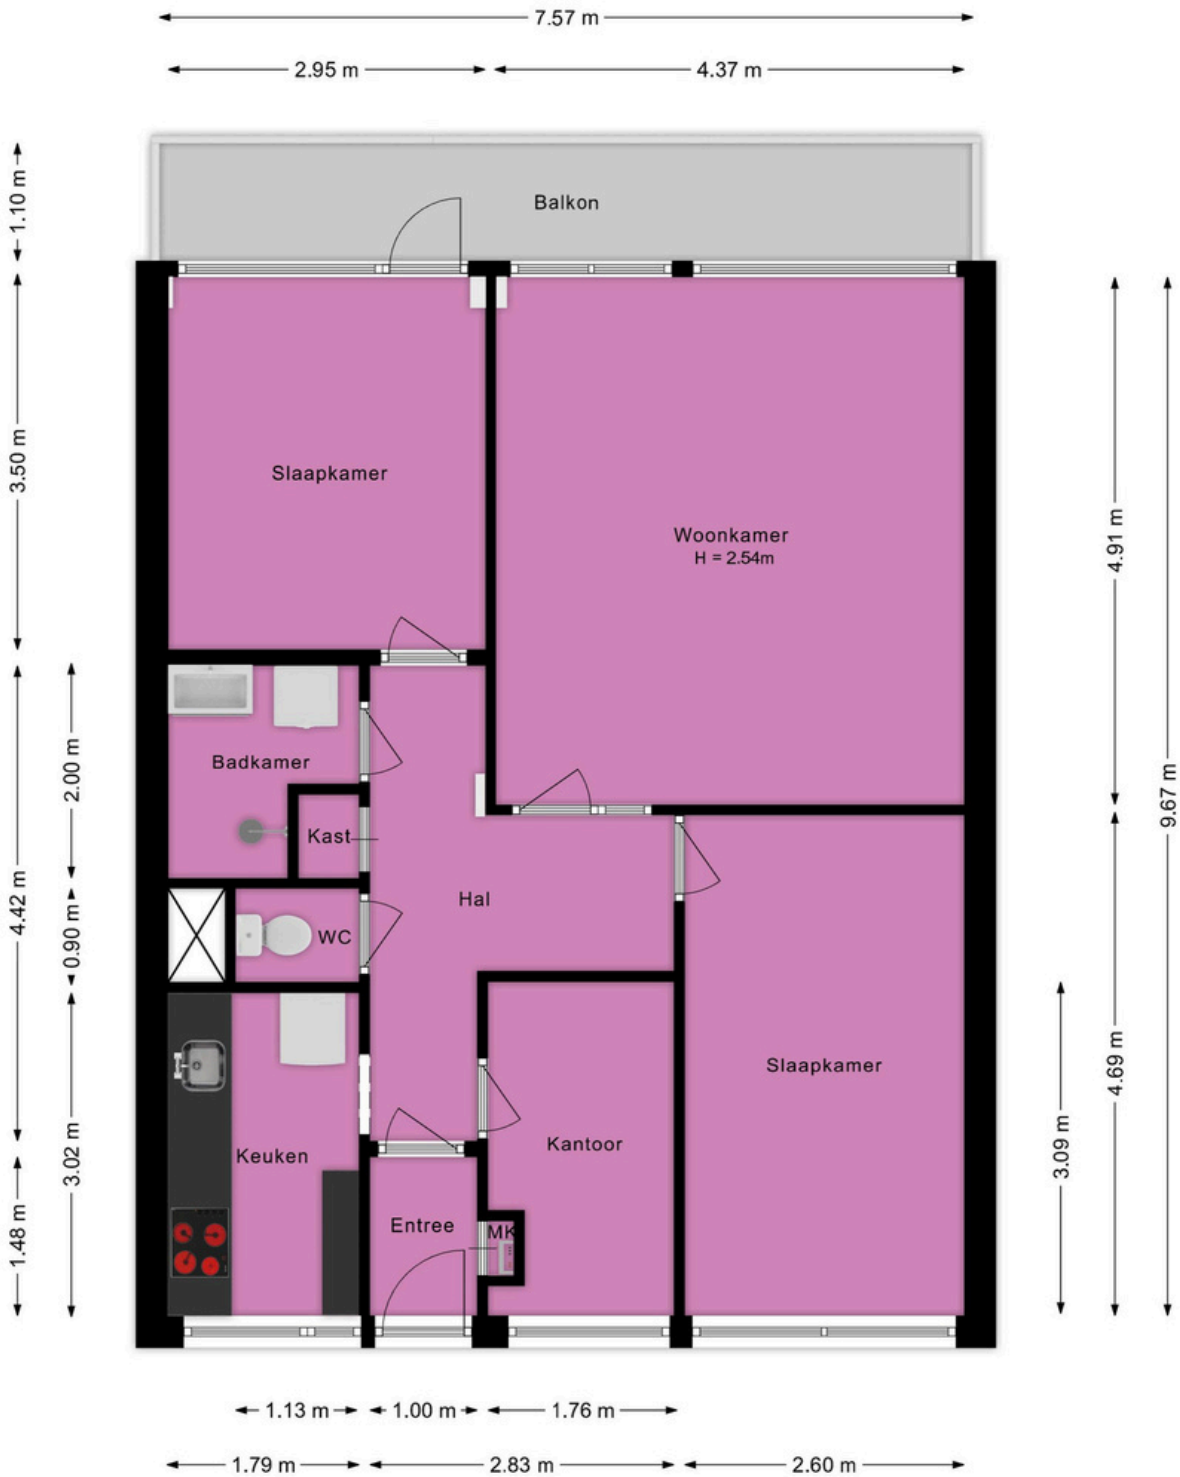 7.57 m
2.95 m
4.37 m
1.10 m
Balkon
3.50 m
Slaapkamer
Woonkamer
H = 2.54m
4.91 m
9.67 m
2.00 m
Badkamer
Kast
4.42 m
Hal
0.90 m
WC
Slaapkamer
4.69 m
3.09 m
3.02 m
Keuken
Kantoor
1.48 m
Entree
MK
1.13 m
1.00 m
1.76 m
1.79 m
2.83 m
2.60 m